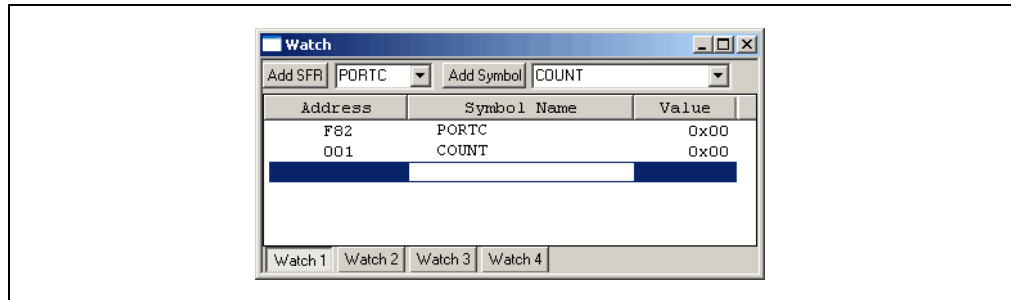 Watch
Add SFR PORTC Add Symbol COUNT
Address Symbol Name Value
F82 PORTC 0x00
001 COUNT 0x00
Watch 1 Watch 2 Watch 3 Watch 4